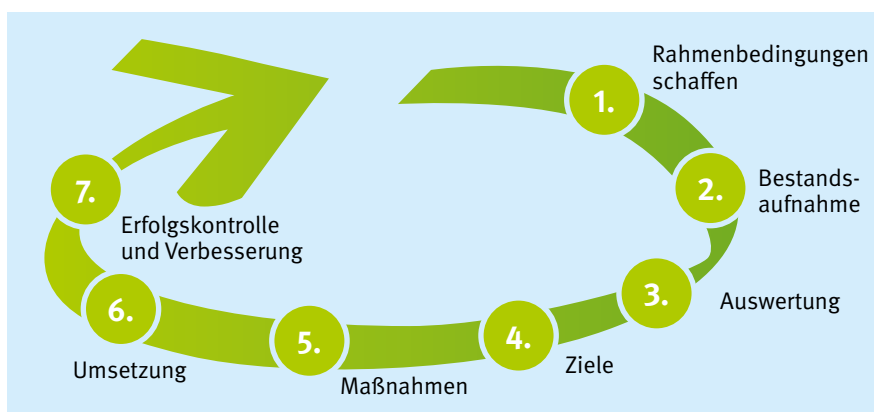 1.
Rahmenbedingungen
schaffen
2.
Bestands-
aufnahme
3.
Auswertung
4.
Ziele
5.
Maßnahmen
6.
Umsetzung
7.
Erfolgskontrolle
und Verbesserung